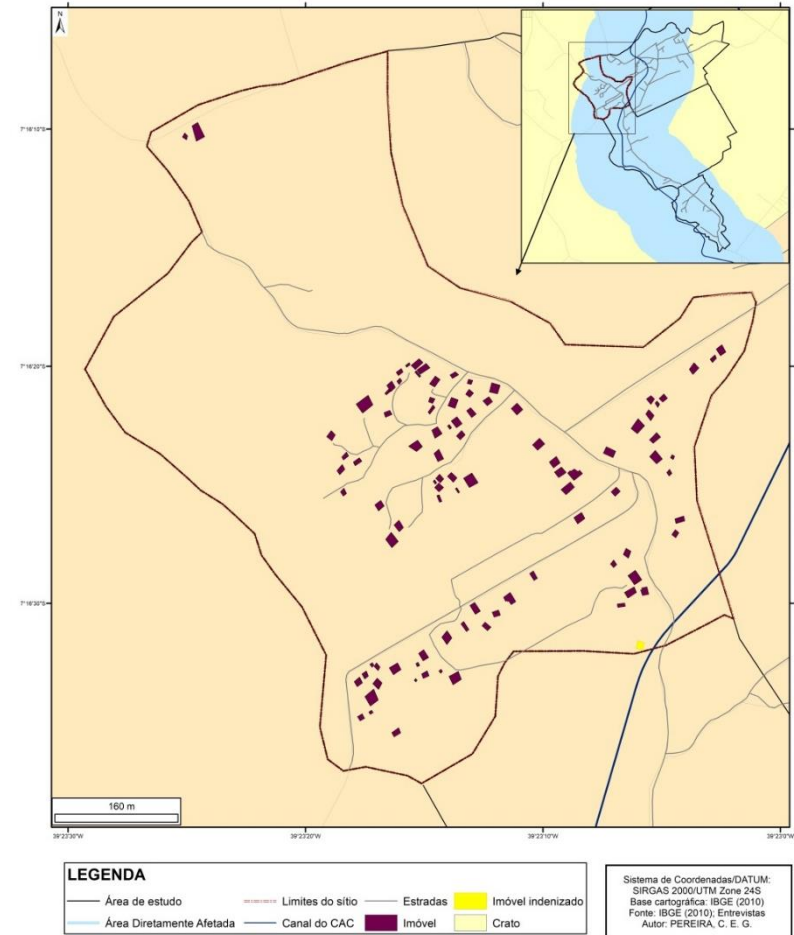 N
7°16'10"S
7°16'20"S
7°16'30"S
160 m
39°23'30"W
39°23'20"W
39°23'10"W
39°23'0"W
LEGENDA
Área de estudo
Limites do sítio
Estradas
Imóvel indenizado
Área Diretamente Afetada
Canal do CAC
Imóvel
Crato
Sistema de Coordenadas/DATUM:
SIRGAS 2000/UTM Zone 24S
Base cartográfica: IBGE (2010)
Fonte: IBGE (2010); Entrevistas
Autor: PEREIRA, C. E. G.